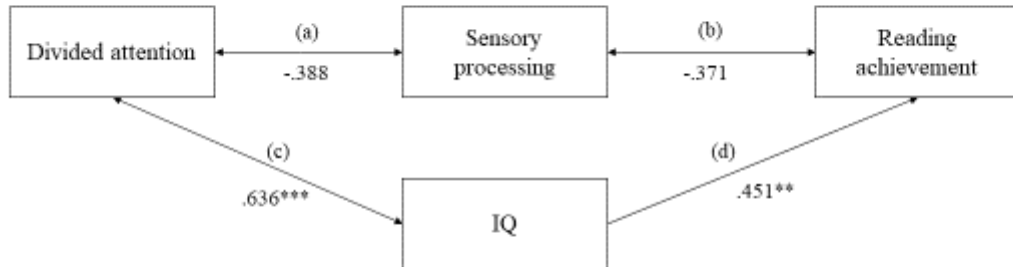 (a)
(b)
Divided attention
Sensory
processing
Reading
achievement
-.388
-.371
(c)
(d)
.636***
.451**
IQ